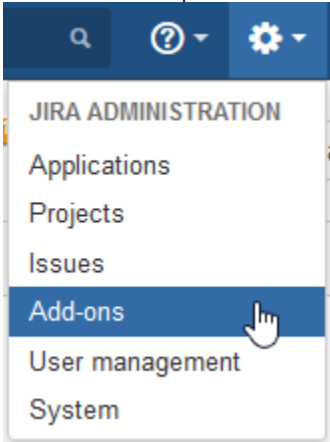 JIRA ADMINISTRATION
Applications
Projects
Issues
Add-ons
User management
System